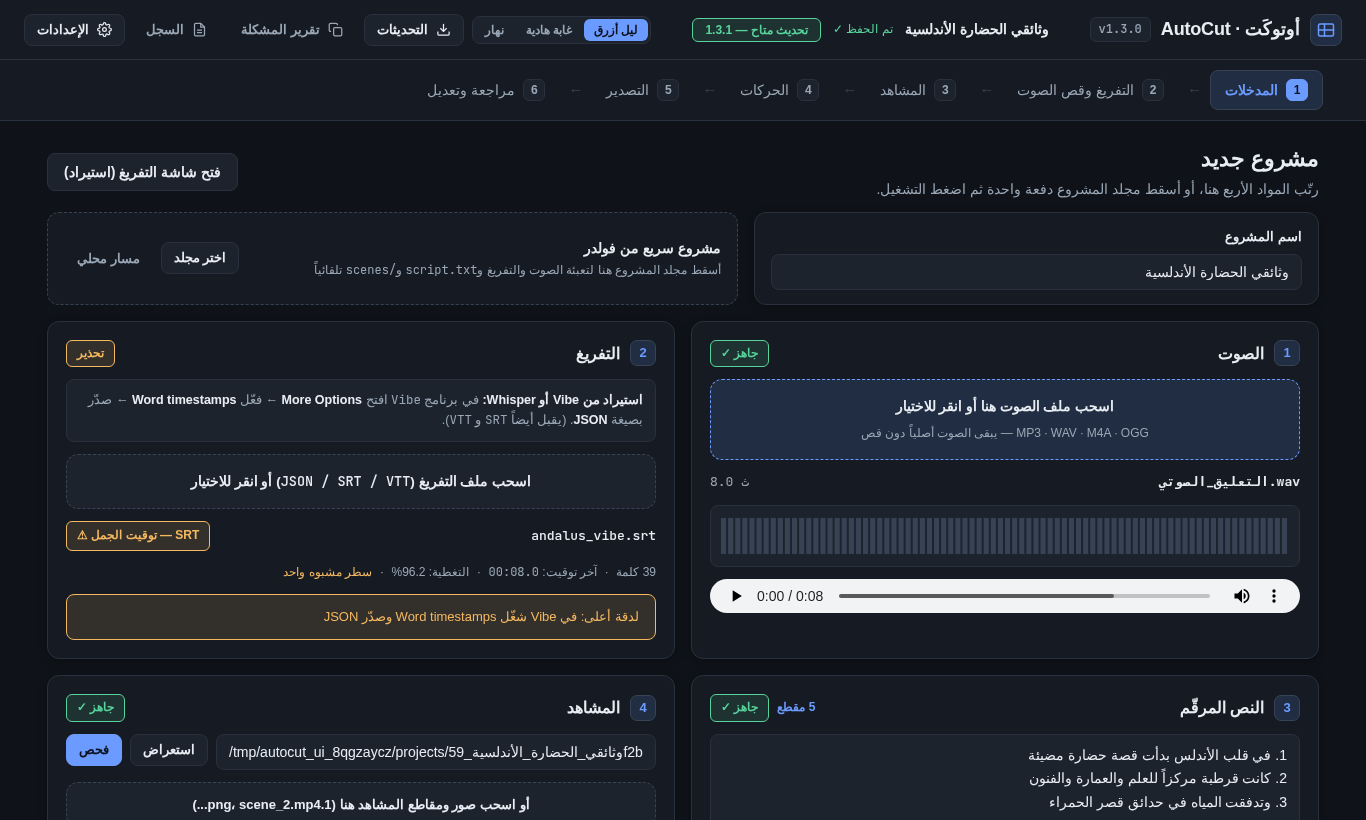 أوتوكَت · AutoCut
v1.3.0
وثائقي الحضارة الأندلسية
تم الحفظ ✓
تحديث متاح — 1.3.1
ليل أزرق
غابة هادية
نهار
التحديثات
تقرير المشكلة
السجل
الإعدادات
1 المدخلات ←
2 التفريغ وقص الصوت ←
3 المشاهد ←
4 الحركات ←
5 التصدير ←
6 مراجعة وتعديل
مشروع جديد
رتّب المواد الأربع هنا، أو أسقط مجلد المشروع دفعة واحدة ثم اضغط التشغيل.
فتح شاشة التفريغ (استيراد)
اسم المشروع
وثائقي الحضارة الأندلسية
مشروع سريع من فولدر
أسقط مجلد المشروع هنا لتعبئة الصوت والتفريغ وscript.txt و/scenes تلقائياً
اختر مجلد
مسار محلي
1 الصوت
جاهز ✓
اسحب ملف الصوت هنا أو انقر للاختيار
MP3 · WAV · M4A · OGG — يبقى الصوت أصلياً دون قص
التعليق_الصوتي.wav
8.0 ث
0:00 / 0:08
2 التفريغ
تحذير
استيراد من Vibe أو Whisper: في برنامج Vibe افتح More Options ← فعّل Word timestamps ← صدّر
بصيغة JSON. (يقبل أيضاً SRT و VTT).
اسحب ملف التفريغ (JSON / SRT / VTT) أو انقر للاختيار
andalus_vibe.srt
SRT — توقيت الجمل ⚠
39 كلمة · آخر توقيت: 00:08.0 · التغطية: 96.2% · سطر مشبوه واحد
لدقة أعلى: في Vibe شغّل Word timestamps وصدّر JSON
3 النص المرقّم
5 مقطع
جاهز ✓
1. في قلب الأندلس بدأت قصة حضارة مضيئة
2. كانت قرطبة مركزاً للعلم والعمارة والفنون
3. وتدفقت المياه في حدائق قصر الحمراء
4 المشاهد
جاهز ✓
/tmp/autocut_ui_8qgzaycz/projects/59_وثائقي_الحضارة_الأندلسيةf2b
استعراض
فحص
أو اسحب صور ومقاطع المشاهد هنا (1.png، scene_2.mp4...)